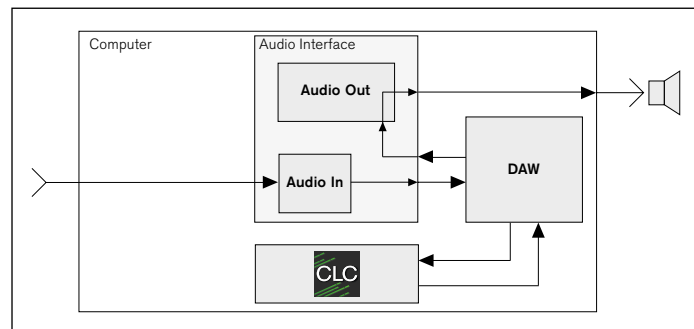 Computer
Audio Interface
Audio Out
Audio In
DAW
CLC